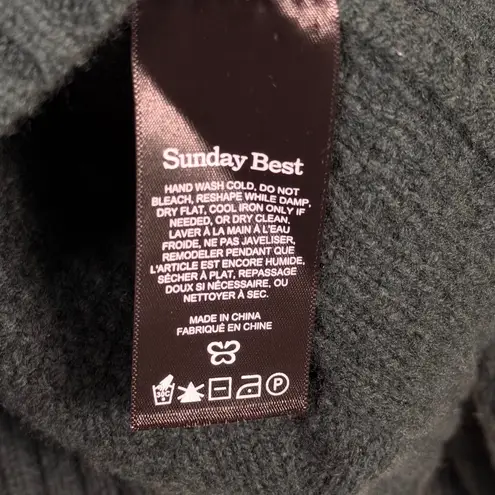 Sunday Best
HAND WASH COLD, DO NOT
BLEACH, RESHAPE WHILE DAMP,
DRY FLAT, COOL IRON ONLY IF
NEEDED, OR DRY CLEAN.
LAVER À LA MAIN À L'EAU
FROIDE, NE PAS JAVELISER,
REMODELER PENDANT QUE
L'ARTICLE EST ENCORE HUMIDE,
SÉCHER À PLAT, REPASSAGE
DOUX SI NÉCESSAIRE, OU
NETTOYER À SEC.
MADE IN CHINA
FABRIQUÉ EN CHINE
30C P